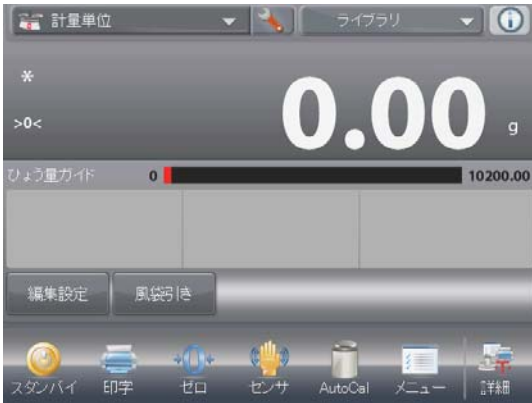 計量単位 ライブラリ
*
>0<
0.00 g
ひょう量ガイド 0 10200.00
編集設定 風袋引き
スタンバイ 印字 ゼロ センサ AutoCal メニュー 詳細